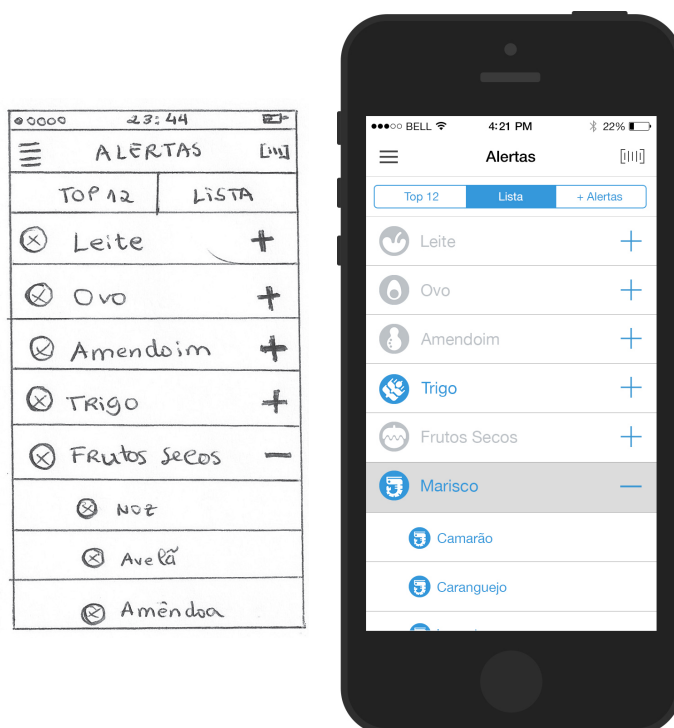 23:44
ALERTAS
TOP 12 LISTA
Leite +
Ovo +
Amendoim +
TRIGO +
FRUTOS SECOS −
NOZ
Avelã
Amêndoa
BELL 4:21 PM 22%
Alertas
Top 12 Lista + Alertas
Leite +
Ovo +
Amendoim +
Trigo +
Frutos Secos +
Marisco −
Camarão
Caranguejo